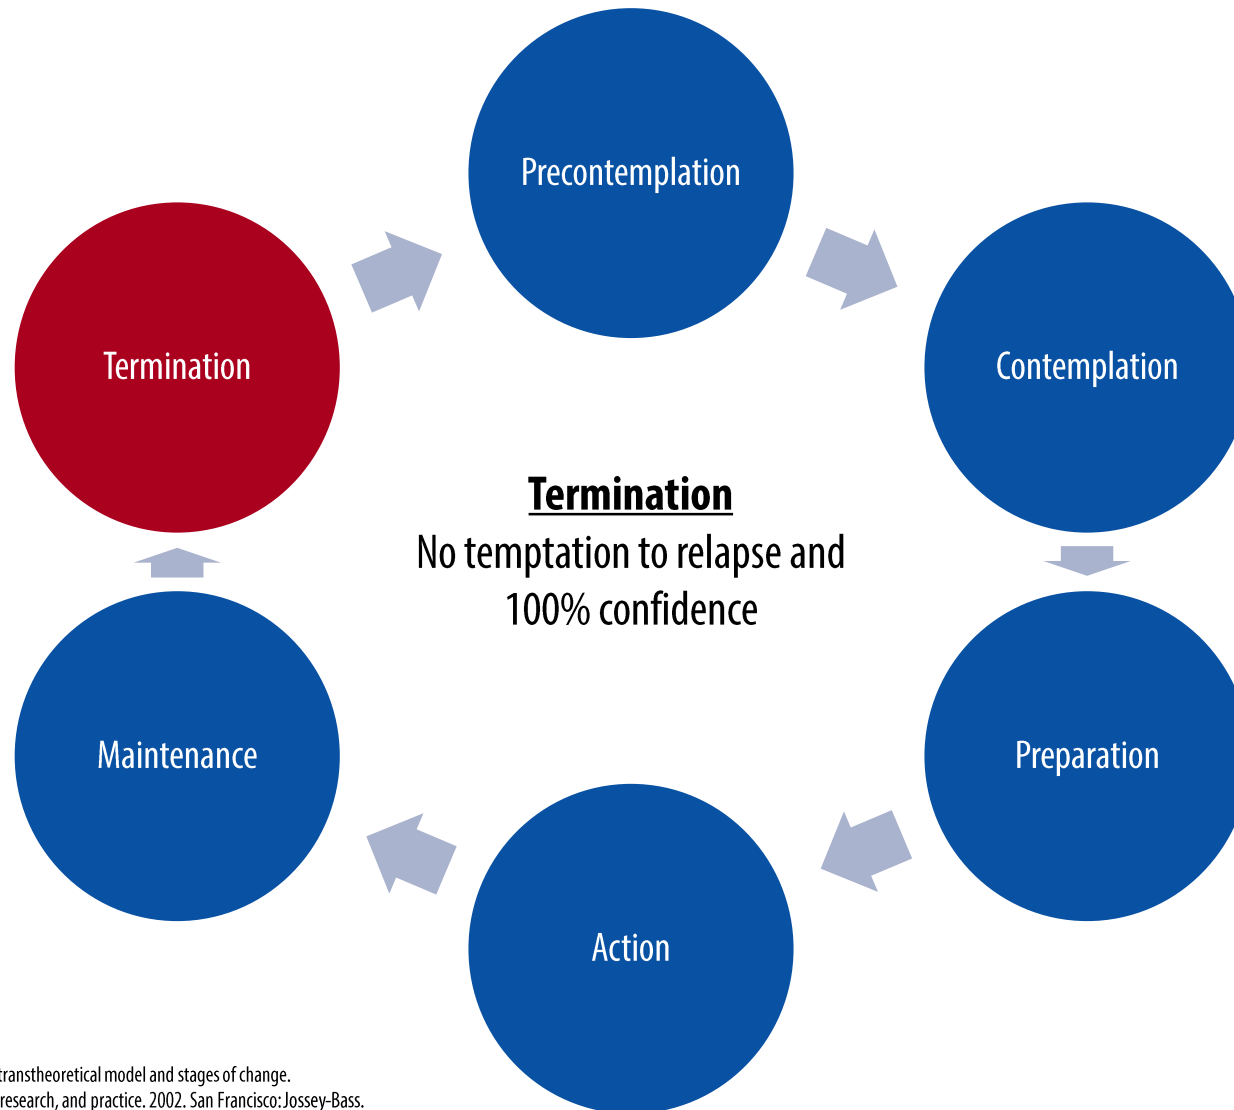 Precontemplation
Termination
Contemplation
Termination
No temptation to relapse and
100% confidence
Maintenance
Preparation
Action
transtheoretical model and stages of change.
research, and practice. 2002. San Francisco: Jossey-Bass.